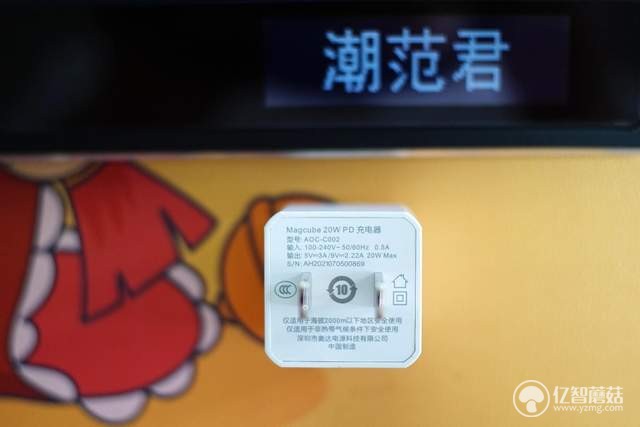 潮范君
Magcube 20W PD 充电器
型号: AOC-C002
输入: 100-240V~ 50/60Hz 0.5A
输出: 5V⎓3A/9V⎓2.22A 20W Max
S/N: AH2021070500869
CCC
10
仅适用于海拔2000m以下地区安全使用
仅适用于非热带气候条件下安全使用
深圳市奥达电源科技有限公司
中国制造
亿智蘑菇
www.yzmg.com